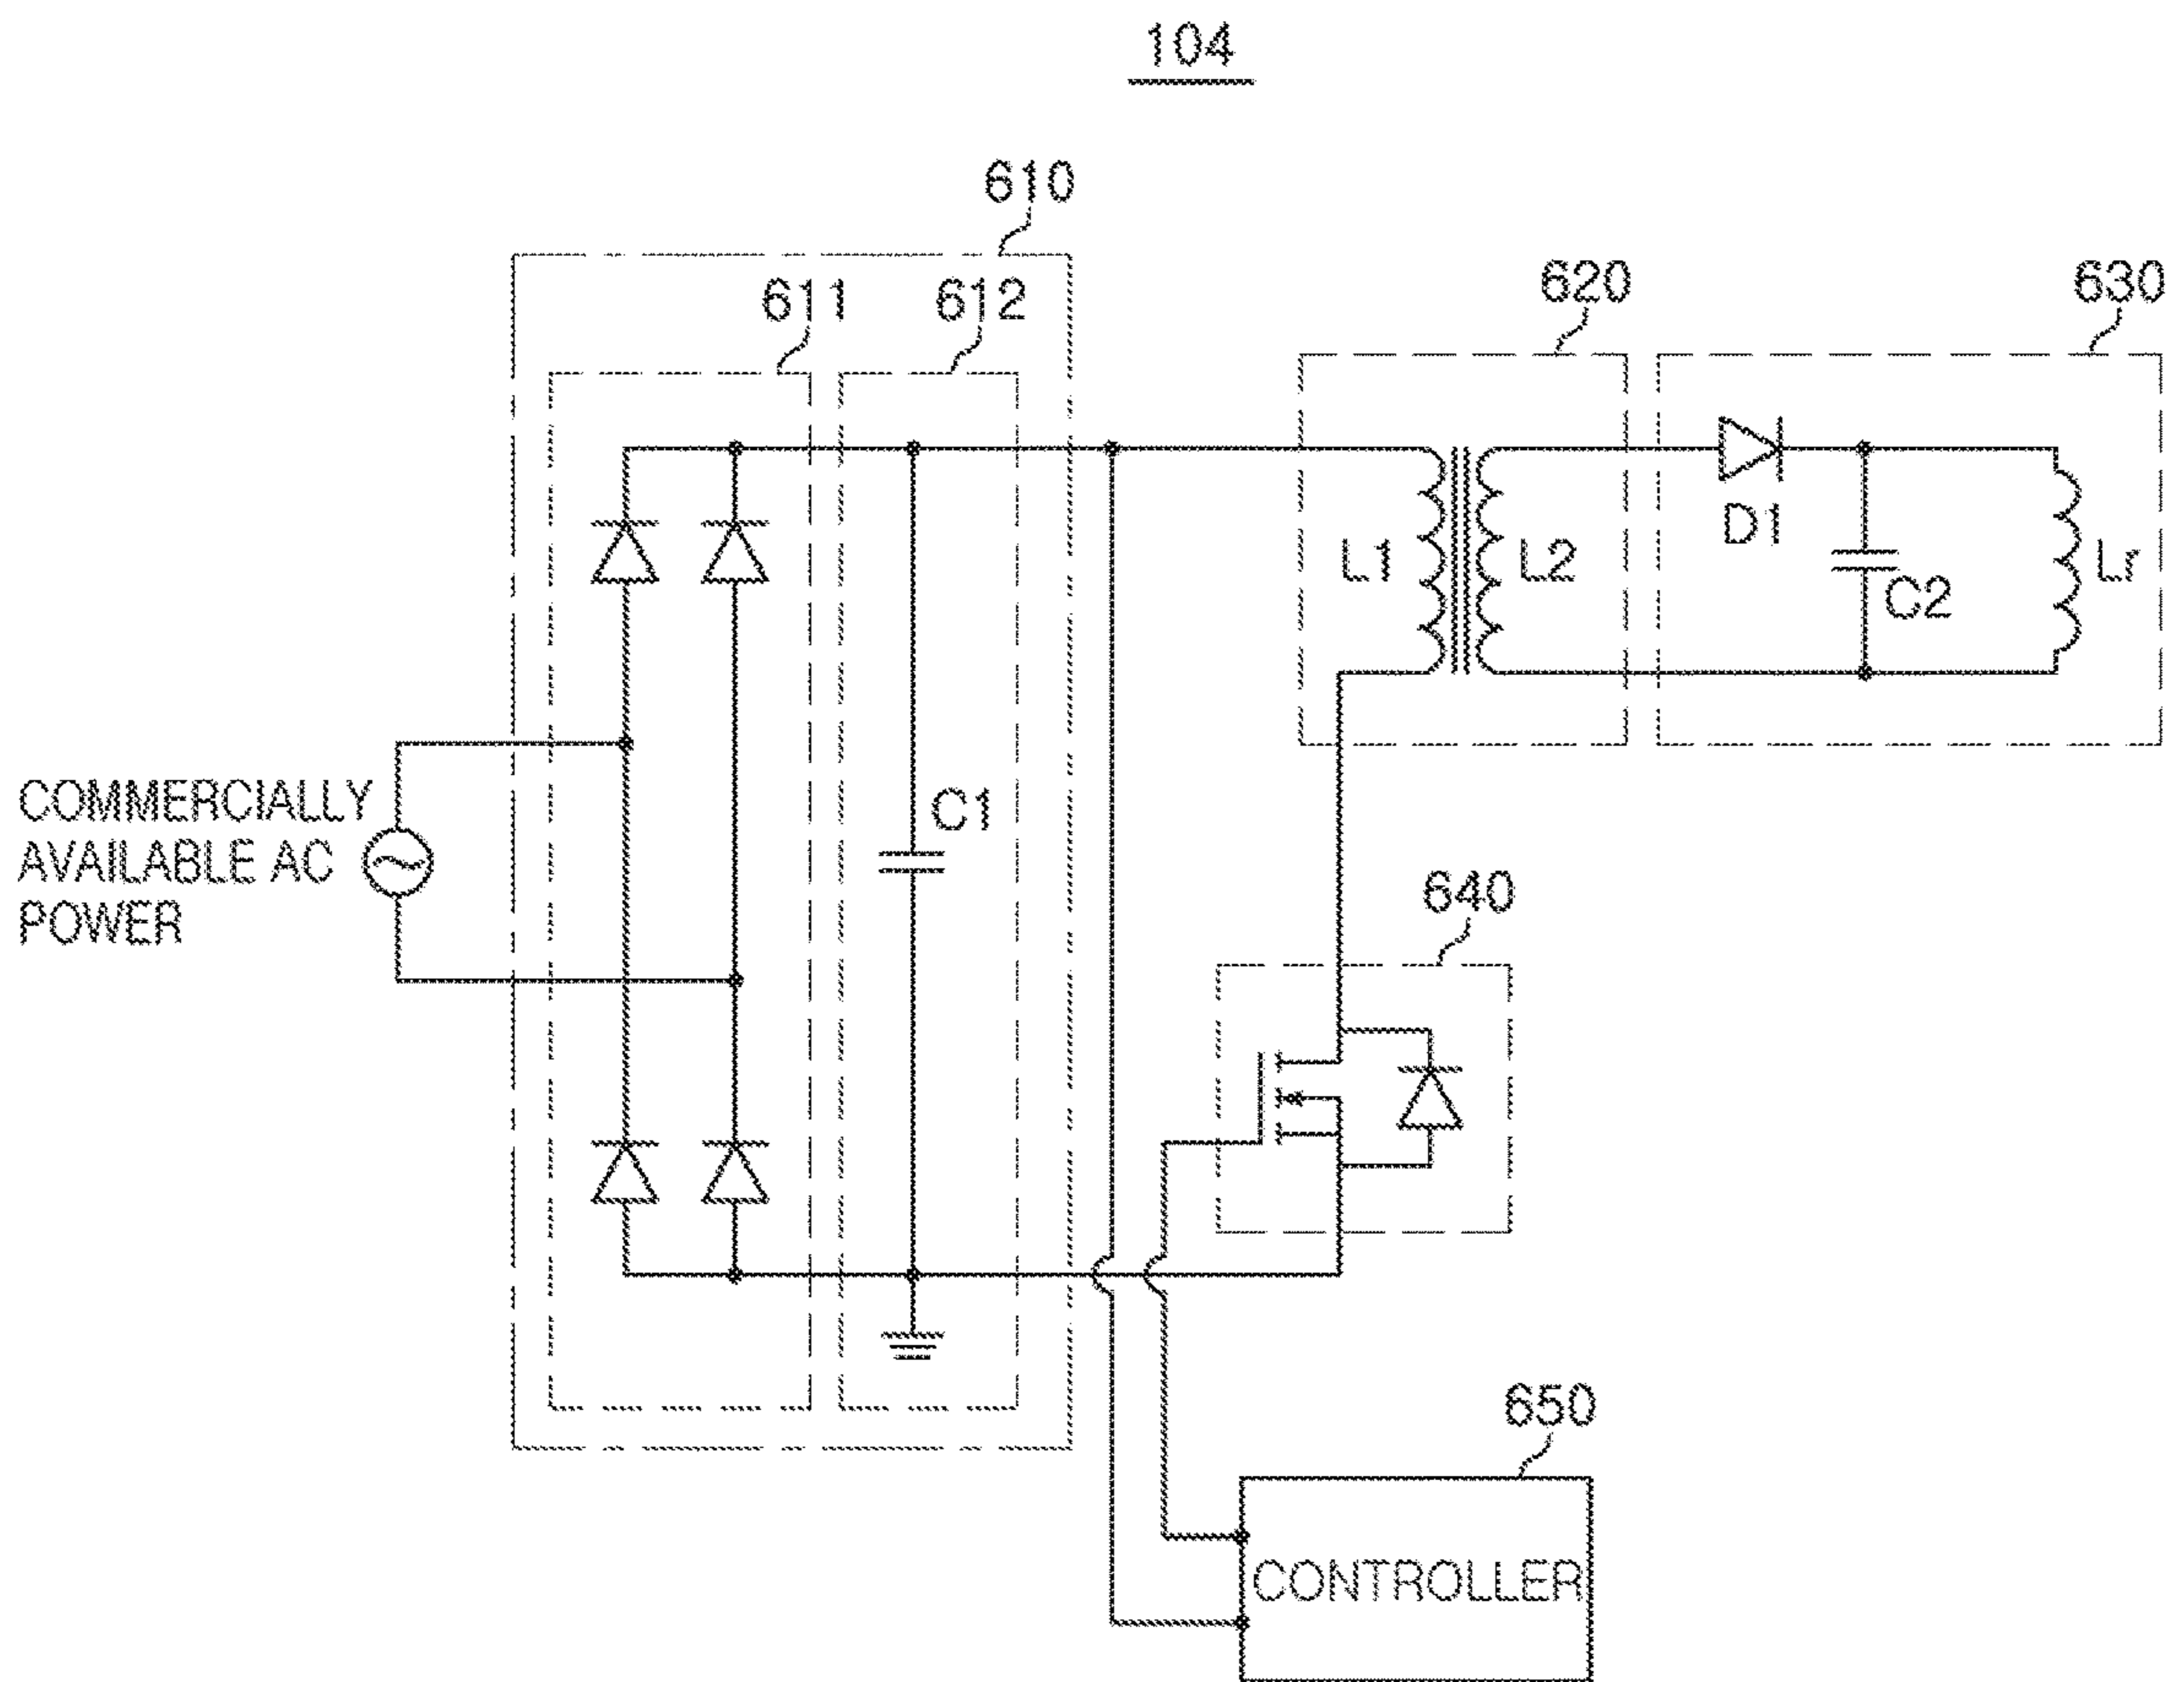 104
610
611
612
620
630
L1
L2
D1
C2
Lr
COMMERCIALLY
AVAILABLE AC
POWER
C1
640
650
CONTROLLER